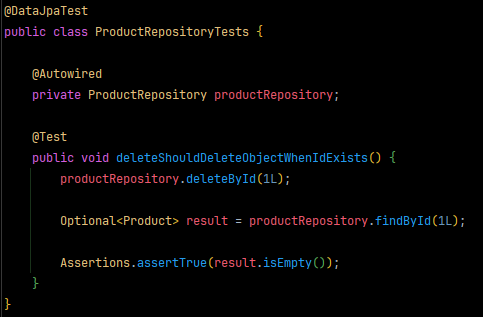 @DataJpaTest
public class ProductRepositoryTests {
@Autowired
private ProductRepository productRepository;
@Test
public void deleteShouldDeleteObjectWhenIdExists() {
productRepository.deleteById(1L);
Optional<Product> result = productRepository.findById(1L);
Assertions.assertTrue(result.isEmpty());
}
}